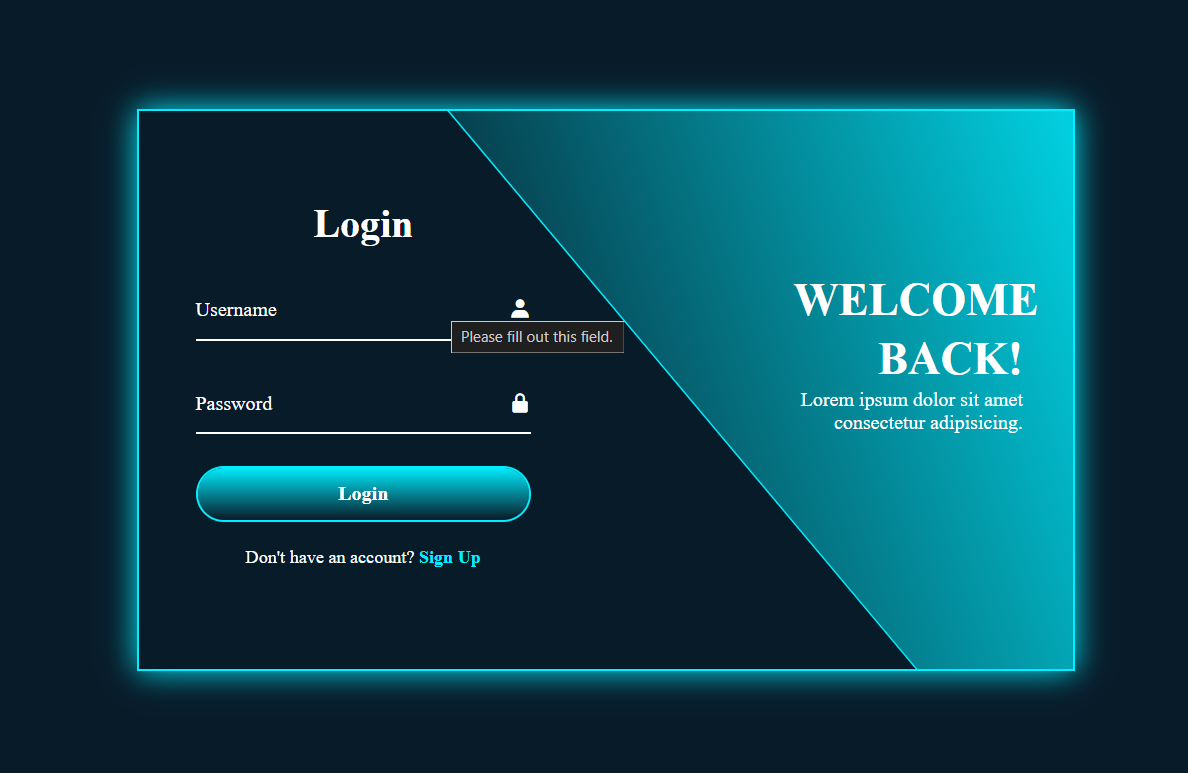 Login
Username
Please fill out this field.
Password
Login
Don't have an account? Sign Up
WELCOME
BACK!
Lorem ipsum dolor sit amet
consectetur adipisicing.